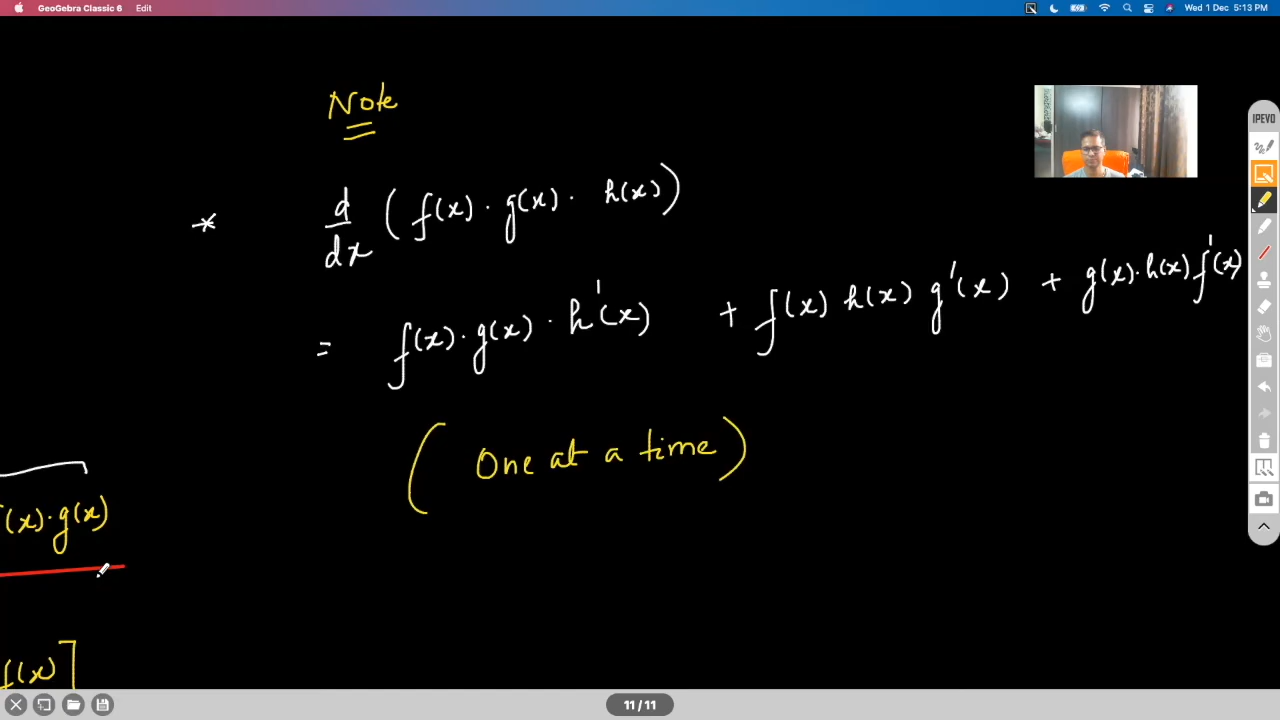 GeoGebra Classic 6 Edit Wed 1 Dec 5:13 PM
Note
IPEVO
* d/dx (f(x) · g(x) · h(x))
= f(x) · g(x) · h'(x) + f(x) h(x) g'(x) + g(x) · h(x) f'(x)
(One at a time)
(x) · g(x)
f(x)]
11 / 11